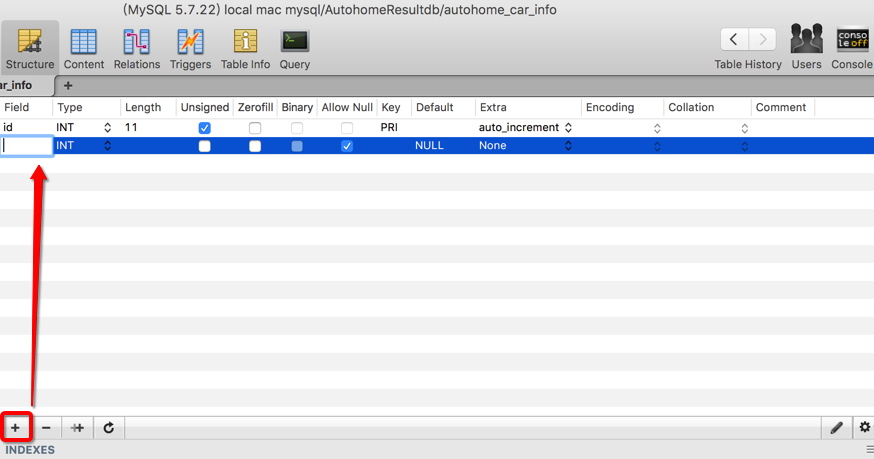 (MySQL 5.7.22) local mac mysql/AutohomeResultdb/autohome_car_info
conso
le off
Structure Content Relations Triggers Table Info Query Table History Users Console
ar_info +
Field Type Length Unsigned Zerofill Binary Allow Null Key Default Extra Encoding Collation Comment
id INT 11 PRI auto_increment
INT NULL None
INDEXES